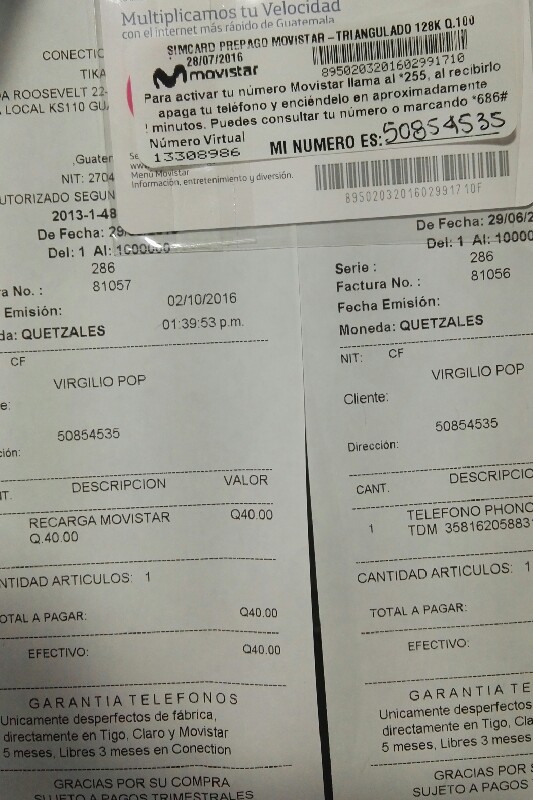 Multiplicamos tu Velocidad
con el Internet más rápido de Guatemala
SIMCARD PREPAGO MOVISTAR -TRIANGULADO 128K Q.100
28/07/2016
movistar
8950203201602991710
Para activar tu número Movistar llama al *255, al recibirlo
apaga tu teléfono y enciéndelo en aproximadamente
! minutos. Puedes consultar tu número o marcando *686#
Número Virtual
13308986
MI NUMERO ES: 50854535
Menú Movistar
Información, entretenimiento y diversión.
8950203201602991710F
CONECTIC
TIKA
DA ROOSEVELT 22-
LOCAL KS110 GUA
,Guater
NIT: 2704
UTORIZADO SEGUN
2013-1-48
De Fecha: 29/
Del: 1 Al: 1000000
286
ra No. : 81057
Emisión: 02/10/2016
da: QUETZALES 01:39:53 p.m.
CF
VIRGILIO POP
e:
50854535
ción:
NT. DESCRIPCION VALOR
RECARGA MOVISTAR Q40.00
Q.40.00
NTIDAD ARTICULOS: 1
OTAL A PAGAR: Q40.00
EFECTIVO: Q40.00
GARANTIA TELEFONOS
Unicamente desperfectos de fábrica,
directamente en Tigo, Claro y Movistar
5 meses, Libres 3 meses en Conection
GRACIAS POR SU COMPRA
SUJETO A PAGOS TRIMESTRALES
De Fecha: 29/06/2
Del: 1 Al: 10000
Serie : 286
Factura No. : 81056
Fecha Emisión:
Moneda: QUETZALES
NIT: CF
VIRGILIO POP
Cliente:
50854535
Dirección:
CANT. DESCRIPCIO
1 TELEFONO PHONO
TDM 358162058831
CANTIDAD ARTICULOS: 1
TOTAL A PAGAR:
EFECTIVO:
GARANTIA TE
Unicamente desperfectos
directamente en Tigo, Cla
5 meses, Libres 3 meses
GRACIAS POR S
SUJETO A PAGOS